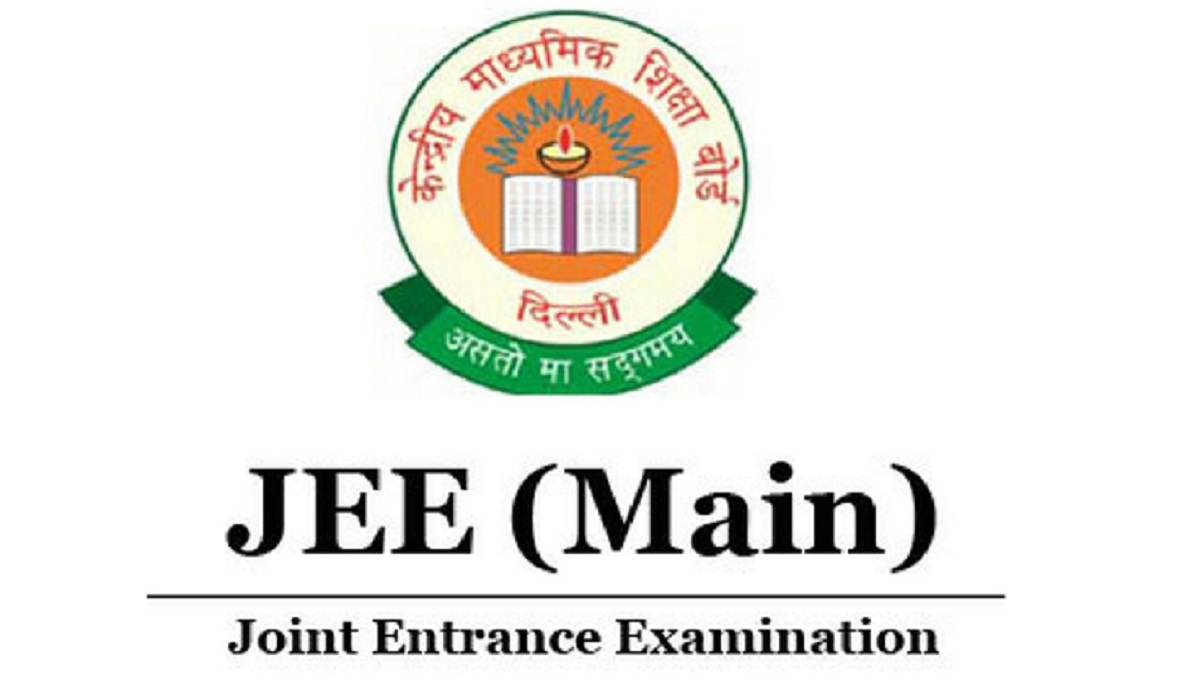 केन्द्रीय माध्यमिक शिक्षा बोर्ड
दिल्ली
असतो मा सद्गमय
JEE (Main)
Joint Entrance Examination